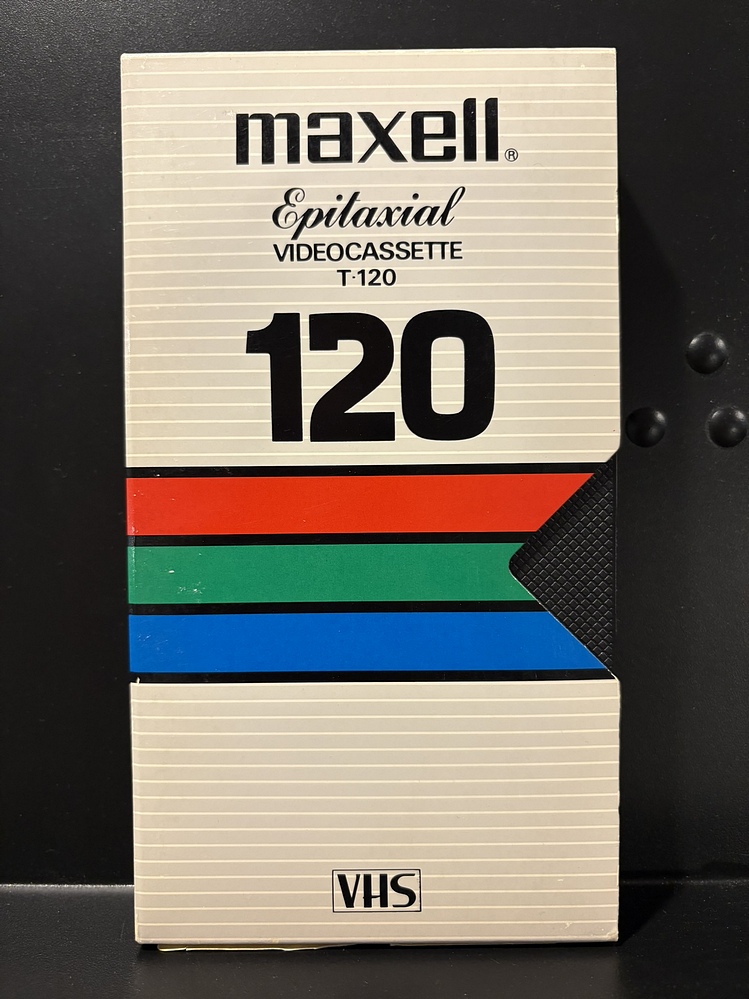 maxell®
Epitaxial
VIDEOCASSETTE
T-120
120
VHS